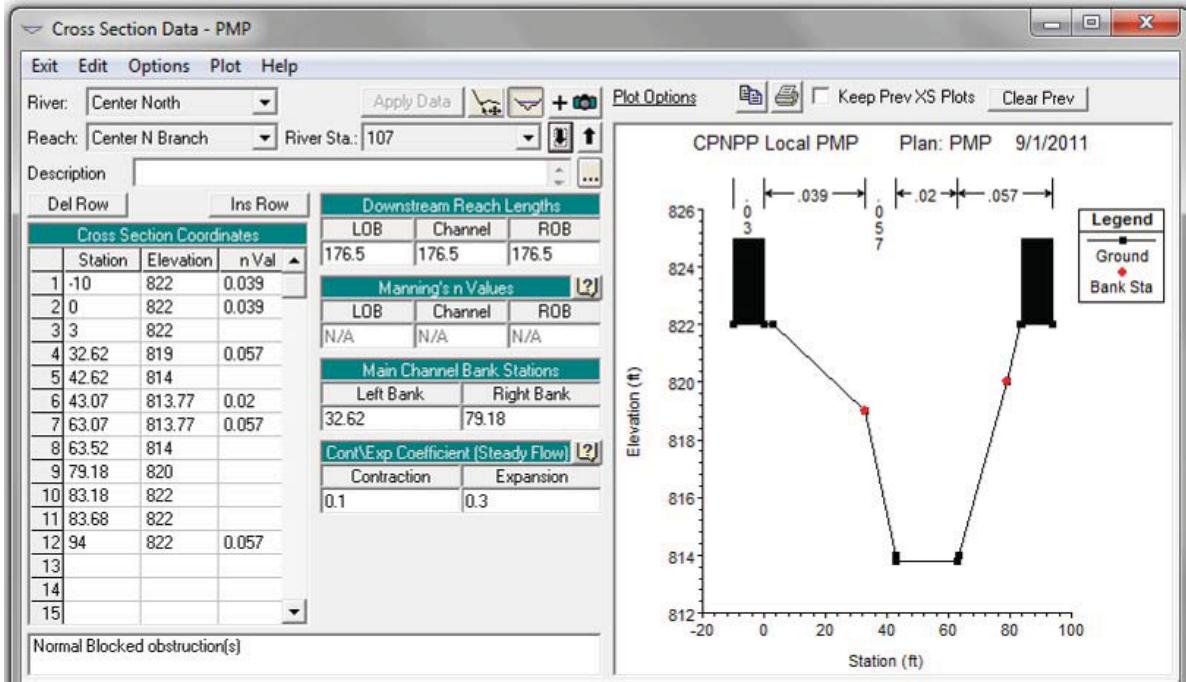 Cross Section Data - PMP
Exit Edit Options Plot Help
River: Center North
Apply Data
Reach: Center N Branch River Sta.: 107
Description
...
Del Row Ins Row
Cross Section Coordinates
Station Elevation n Val
1 -10 822 0.039
2 0 822 0.039
3 3 822
4 32.62 819 0.057
5 42.62 814
6 43.07 813.77 0.02
7 63.07 813.77 0.057
8 63.52 814
9 79.18 820
10 83.18 822
11 83.68 822
12 94 822 0.057
13
14
15
Downstream Reach Lengths
LOB Channel ROB
176.5 176.5 176.5
Manning's n Values
LOB Channel ROB
N/A N/A N/A
Main Channel Bank Stations
Left Bank Right Bank
32.62 79.18
Cont\Exp Coefficient (Steady Flow)
Contraction Expansion
0.1 0.3
Normal Blocked obstruction(s)
Plot Options Keep Prev XS Plots Clear Prev
CPNPP Local PMP Plan: PMP 9/1/2011
.03 .039 .057 .02 .057
Legend
Ground
Bank Sta
826
824
822
820
818
816
814
812
Elevation (ft)
-20 0 20 40 60 80 100
Station (ft)